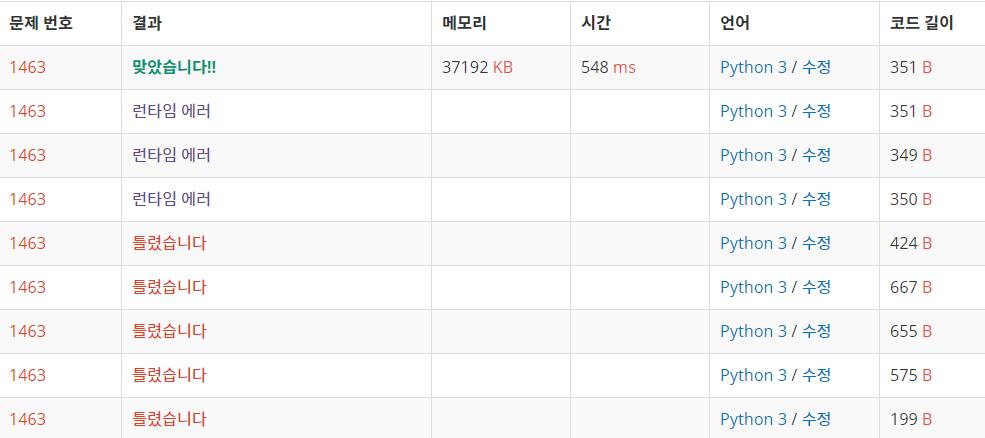 문제 번호 결과 메모리 시간 언어 코드 길이
1463 맞았습니다!! 37192 KB 548 ms Python 3 / 수정 351 B
1463 런타임 에러 Python 3 / 수정 351 B
1463 런타임 에러 Python 3 / 수정 349 B
1463 런타임 에러 Python 3 / 수정 350 B
1463 틀렸습니다 Python 3 / 수정 424 B
1463 틀렸습니다 Python 3 / 수정 667 B
1463 틀렸습니다 Python 3 / 수정 655 B
1463 틀렸습니다 Python 3 / 수정 575 B
1463 틀렸습니다 Python 3 / 수정 199 B